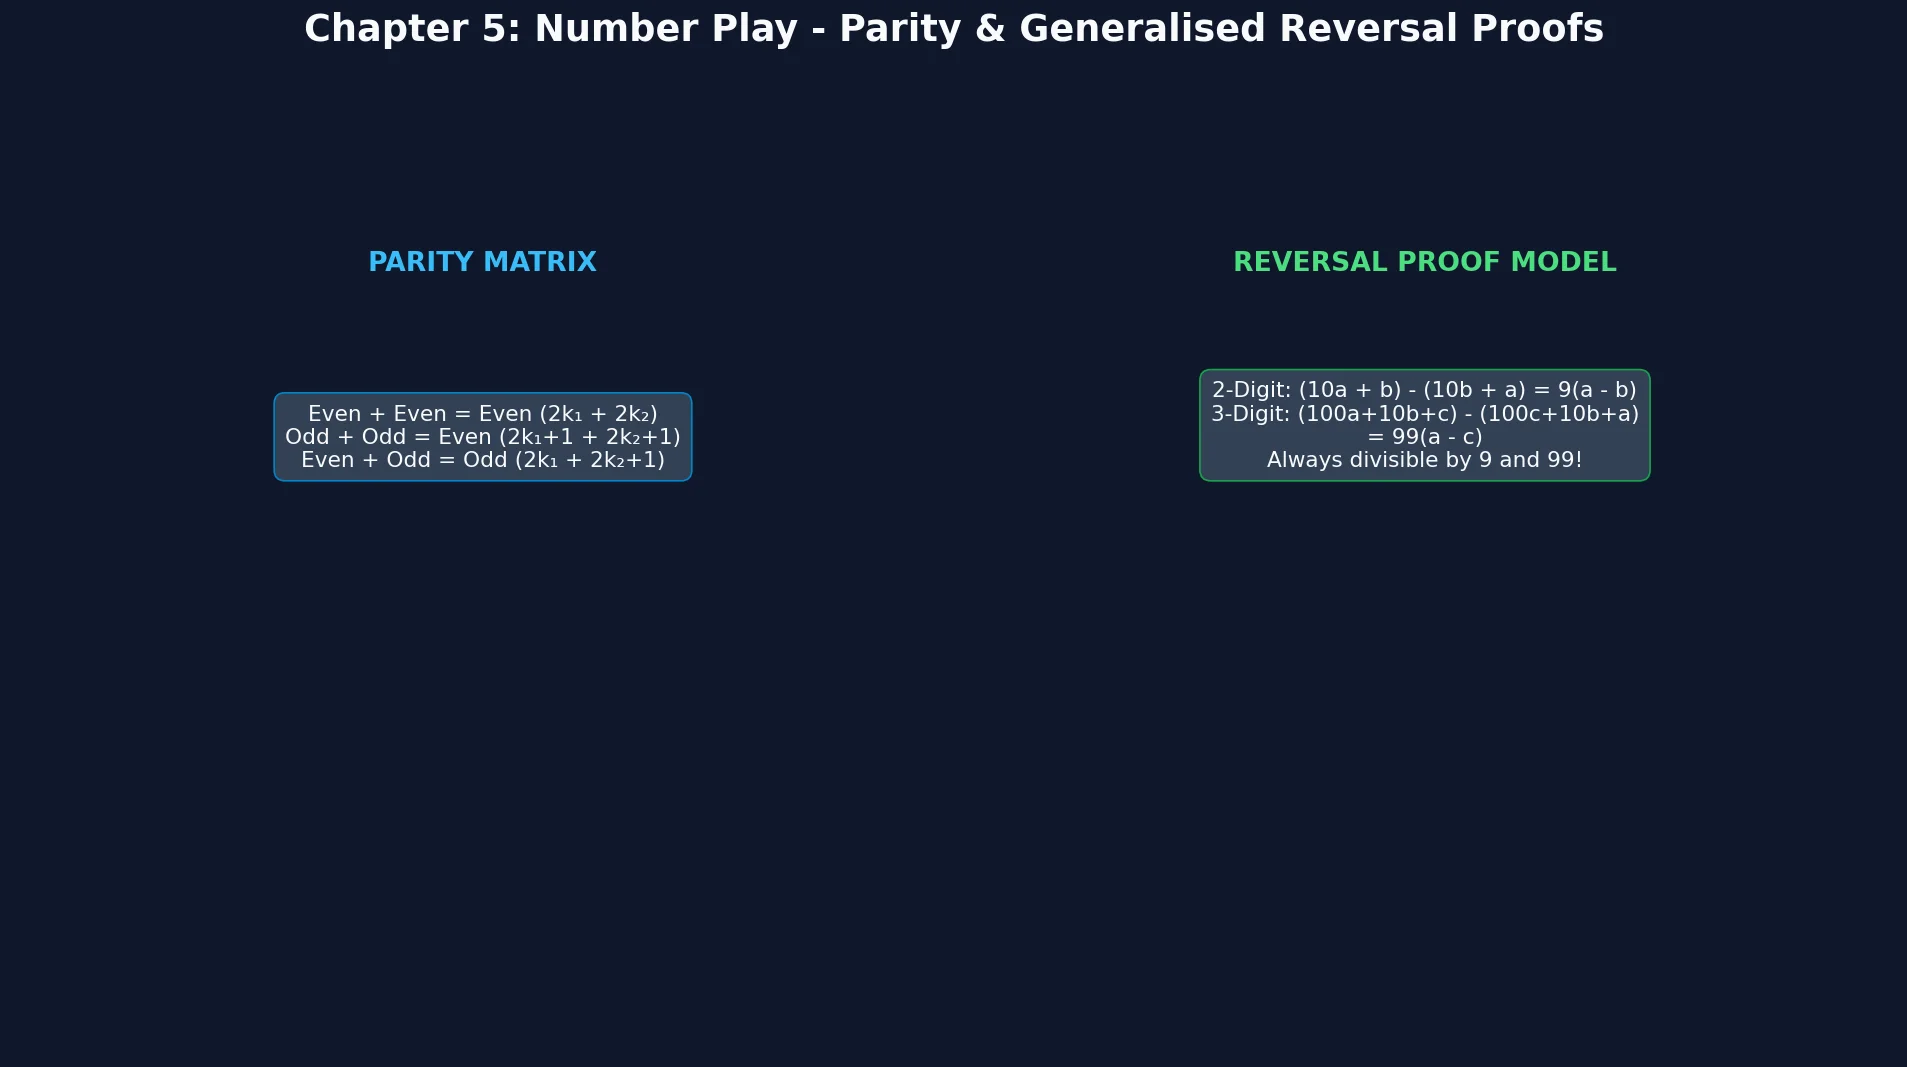 Chapter 5: Number Play - Parity & Generalised Reversal Proofs
PARITY MATRIX
Even + Even = Even (2k₁ + 2k₂)
Odd + Odd = Even (2k₁+1 + 2k₂+1)
Even + Odd = Odd (2k₁ + 2k₂+1)
REVERSAL PROOF MODEL
2-Digit: (10a + b) - (10b + a) = 9(a - b)
3-Digit: (100a+10b+c) - (100c+10b+a)
= 99(a - c)
Always divisible by 9 and 99!